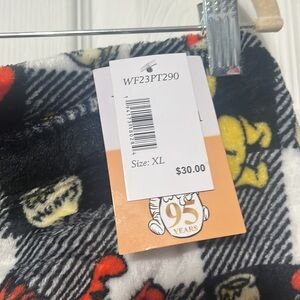 WF23PT290
Size: XL
$30.00
95
YEARS